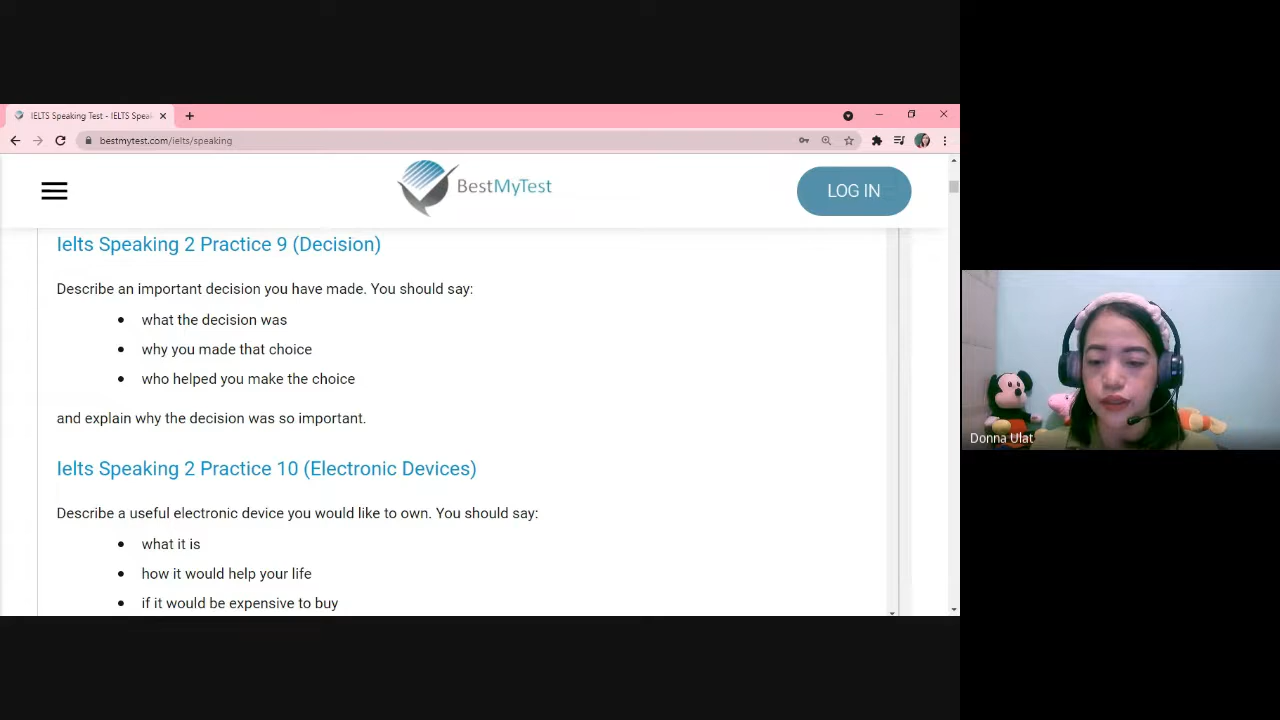 IELTS Speaking Test - IELTS Speak
bestmytest.com/ielts/speaking
BestMyTest
LOG IN
Ielts Speaking 2 Practice 9 (Decision)
Describe an important decision you have made. You should say:
what the decision was
why you made that choice
who helped you make the choice
and explain why the decision was so important.
Ielts Speaking 2 Practice 10 (Electronic Devices)
Describe a useful electronic device you would like to own. You should say:
what it is
how it would help your life
if it would be expensive to buy
Donna Ulat